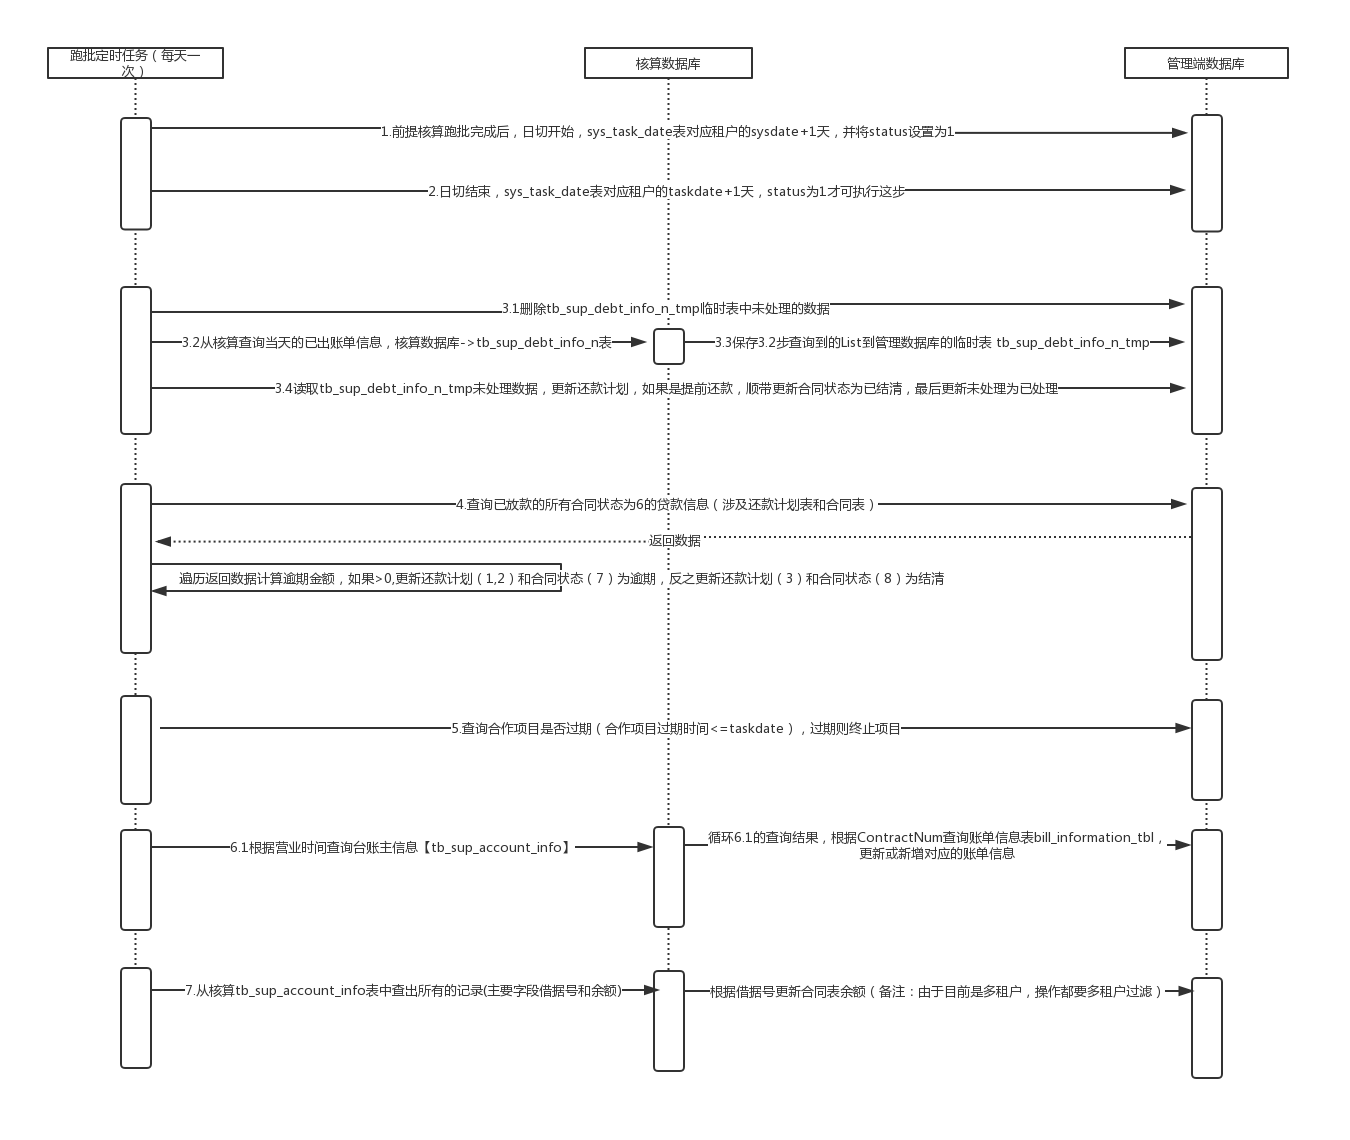 跑批定时任务（每天一
次）
核算数据库
管理端数据库
1.前提核算跑批完成后，日切开始，sys_task_date表对应租户的sysdate+1天，并将status设置为1
2.日切结束，sys_task_date表对应租户的taskdate+1天，status为1才可执行这步
3.1删除tb_sup_debt_info_n_tmp临时表中未处理的数据
3.2从核算查询当天的已出账单信息，核算数据库->tb_sup_debt_info_n表
3.3保存3.2步查询到的List到管理数据库的临时表 tb_sup_debt_info_n_tmp
3.4读取tb_sup_debt_info_n_tmp未处理数据，更新还款计划，如果是提前还款，顺带更新合同状态为已结清，最后更新未处理为已处理
4.查询已放款的所有合同状态为6的贷款信息（涉及还款计划表和合同表）
返回数据
遍历返回数据计算逾期金额，如果>0,更新还款计划（1,2）和合同状态（7）为逾期，反之更新还款计划（3）和合同状态（8）为结清
5.查询合作项目是否过期（合作项目过期时间<=taskdate），过期则终止项目
6.1根据营业时间查询台账主信息【tb_sup_account_info】
循环6.1的查询结果，根据ContractNum查询账单信息表bill_information_tbl，
更新或新增对应的账单信息
7.从核算tb_sup_account_info表中查出所有的记录(主要字段借据号和余额)
根据借据号更新合同表余额（备注：由于目前是多租户，操作都要多租户过滤）